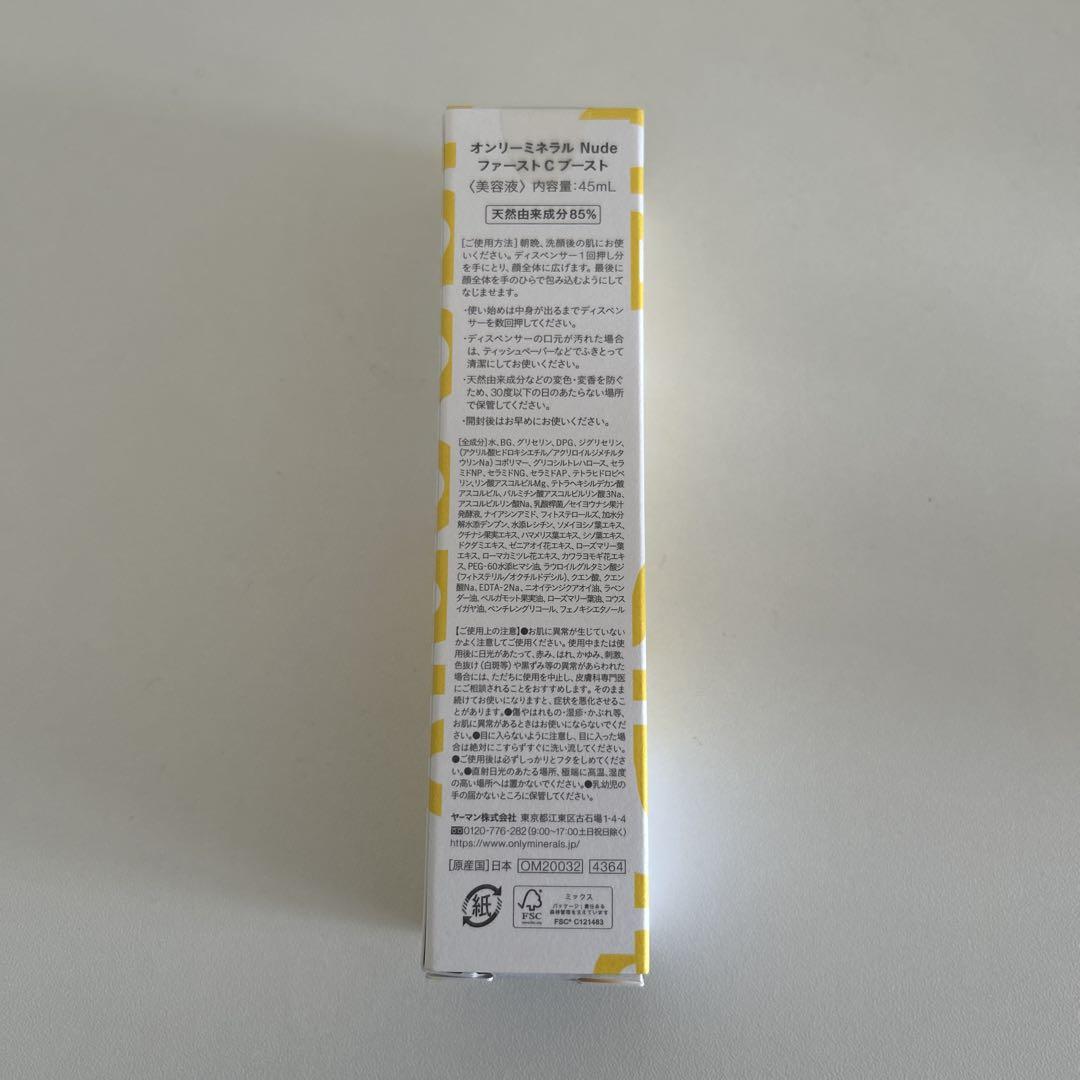 オンリーミネラル Nude
ファーストCブースト
〈美容液〉内容量:45mL
天然由来成分85%
[ご使用方法]朝晩、洗顔後の肌にお使
いください。ディスペンサー1回押し分
を手にとり、顔全体に広げます。最後に
顔全体を手のひらで包み込むようにして
なじませます。
・使い始めは中身が出るまでディスペン
サーを数回押してください。
・ディスペンサーの口元が汚れた場合
は、ティッシュペーパーなどでふきとって
清潔にしてお使いください。
・天然由来成分などの変色・変香を防ぐ
ため、30度以下の日のあたらない場所
で保管してください。
・開封後はお早めにお使いください。
[全成分]水、BG、グリセリン、DPG、ジグリセリン、
(アクリル酸ヒドロキシエチル/アクリロイルジメチルタ
ウリンNa)コポリマー、グリコシルトレハロース、セラ
ミドNP、セラミドNG、セラミドAP、テトラヒドロピペ
リン、リン酸アスコルビルMg、テトラヘキシルデカン酸
アスコルビル、パルミチン酸アスコルビルリン酸3Na、
アスコルビルリン酸Na、乳酸桿菌/セイヨウナシ果汁
発酵液、ナイアシンアミド、フィトステロールズ、加水分
解水添デンプン、水添レシチン、ソメイヨシノ葉エキス、
クチナシ果実エキス、ハマメリス葉エキス、シソ葉エキス、
ドクダミエキス、ゼニアオイ花エキス、ローズマリー葉
エキス、ローマカミツレ花エキス、カワラヨモギ花エキ
ス、PEG-60水添ヒマシ油、ラウロイルグルタミン酸ジ
(フィトステリル/オクチルドデシル)、クエン酸、クエン
酸Na、EDTA-2Na、ニオイテンジクアオイ油、ラベン
ダー油、ベルガモット果実油、ローズマリー葉油、コウス
イガヤ油、ペンチレングリコール、フェノキシエタノール
【ご使用上の注意】●お肌に異常が生じていない
かよく注意してご使用ください。使用中または使
用後に日光があたって、赤み、はれ、かゆみ、刺激、
色抜け(白斑等)や黒ずみ等の異常があらわれた
場合には、ただちに使用を中止し、皮膚科専門医
にご相談されることをおすすめします。そのまま
続けてお使いになりますと、症状を悪化させるこ
とがあります。●傷やはれもの・湿疹・かぶれ等、
お肌に異常があるときはお使いにならないでくだ
さい。●目に入らないように注意し、目に入った場
合は絶対にこすらずすぐに洗い流してください。
●ご使用後は必ずしっかりとフタをしめてくださ
い。●直射日光のあたる場所、極端に高温、湿度
の高い場所へは置かないでください。●乳幼児の
手の届かないところに保管してください。
ヤーマン株式会社 東京都江東区古石場1-4-4
0120-776-282(9:00~17:00土日祝日除く)
https://www.onlyminerals.jp/
[原産国]日本 OM20032 4364
紙
FSC
www.fsc.org
ミックス
パッケージ|責任ある
森林管理を支えています
FSC® C121483